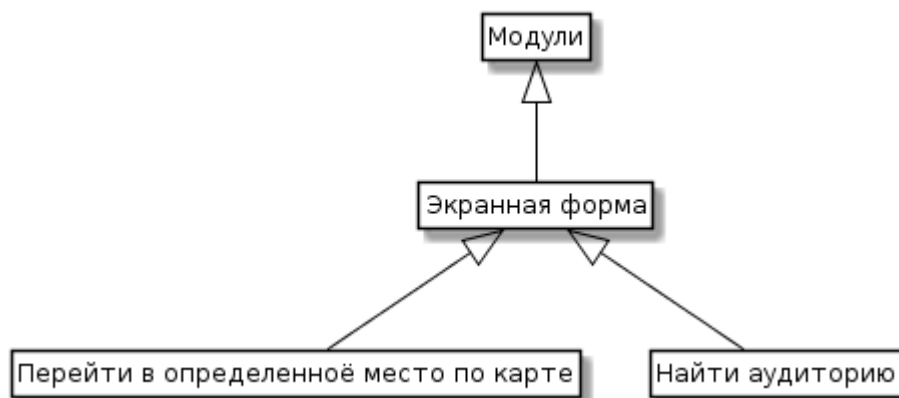 Модули
Экранная форма
Перейти в определенноё место по карте
Найти аудиторию